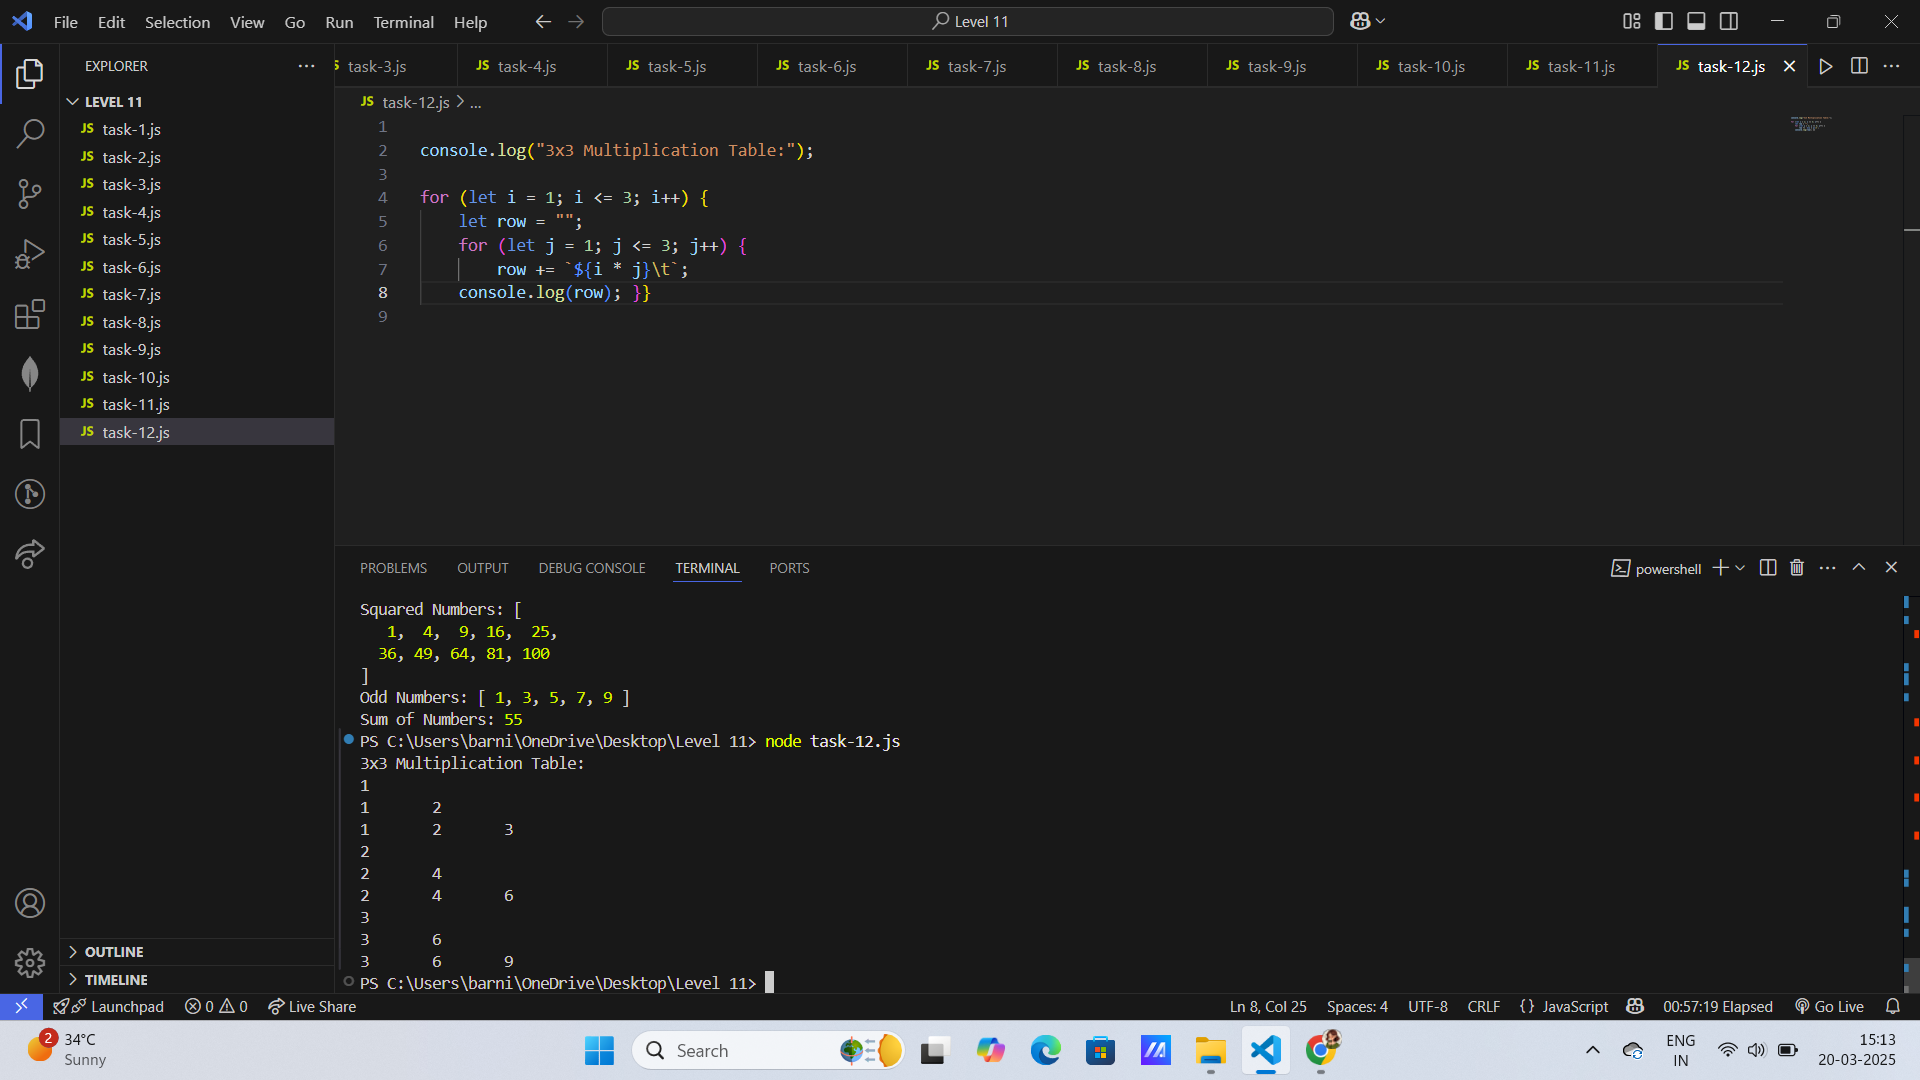 File Edit Selection View Go Run Terminal Help
Level 11
EXPLORER
LEVEL 11
JS task-1.js
JS task-2.js
JS task-3.js
JS task-4.js
JS task-5.js
JS task-6.js
JS task-7.js
JS task-8.js
JS task-9.js
JS task-10.js
JS task-11.js
JS task-12.js
OUTLINE
TIMELINE
S task-3.js JS task-4.js JS task-5.js JS task-6.js JS task-7.js JS task-8.js JS task-9.js JS task-10.js JS task-11.js JS task-12.js
JS task-12.js > ...
1
2 console.log("3x3 Multiplication Table:");
3
4 for (let i = 1; i <= 3; i++) {
5 let row = "";
6 for (let j = 1; j <= 3; j++) {
7 row += `${i * j}\t`;
8 console.log(row); }}
9
PROBLEMS OUTPUT DEBUG CONSOLE TERMINAL PORTS
powershell
Squared Numbers: [
1, 4, 9, 16, 25,
36, 49, 64, 81, 100
]
Odd Numbers: [ 1, 3, 5, 7, 9 ]
Sum of Numbers: 55
PS C:\Users\barni\OneDrive\Desktop\Level 11> node task-12.js
3x3 Multiplication Table:
1
1 2
1 2 3
2
2 4
2 4 6
3
3 6
3 6 9
PS C:\Users\barni\OneDrive\Desktop\Level 11>
Launchpad 0 0 Live Share
Ln 8, Col 25 Spaces: 4 UTF-8 CRLF {} JavaScript 00:57:19 Elapsed Go Live
2
34°C
Sunny
Search
ENG
IN
15:13
20-03-2025